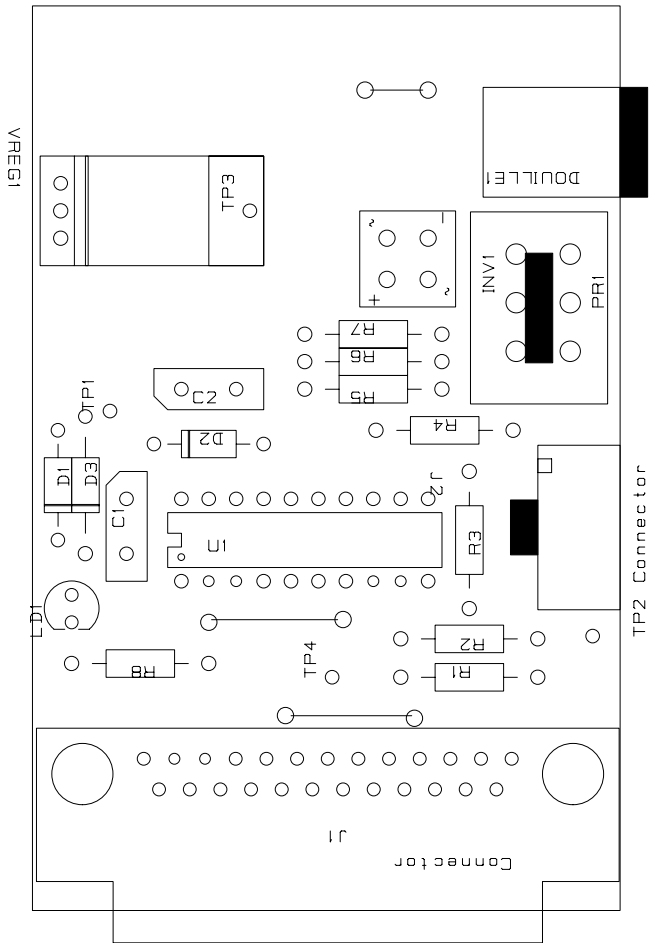 VREG1
DOUILLE1
TP3
~
-
+
~
INV1
PR1
R7
R6
R5
TP1
C2
R4
D2
J2
D1
D3
C1
U1
R3
TP2 Connector
LD1
R2
TP4
R8
R1
J1
Connector